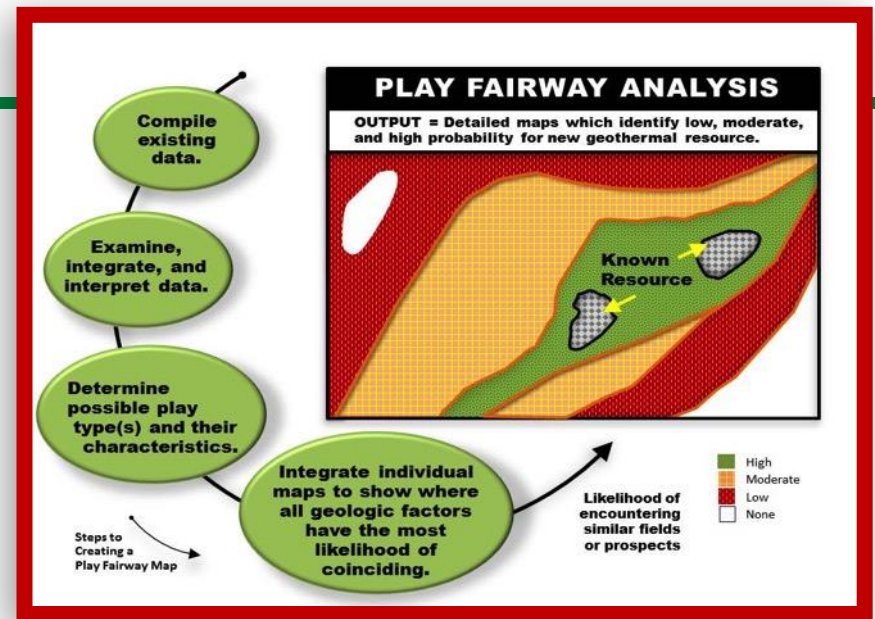 Compile
existing
data.
Examine,
integrate, and
interpret data.
Determine
possible play
type(s) and their
characteristics.
Integrate individual
maps to show where
all geologic factors
have the most
likelihood of
coinciding.
Steps to
Creating a
Play Fairway Map
PLAY FAIRWAY ANALYSIS
OUTPUT = Detailed maps which identify low, moderate,
and high probability for new geothermal resource.
Known
Resource
Likelihood of
encountering
similar fields
or prospects
High
Moderate
Low
None